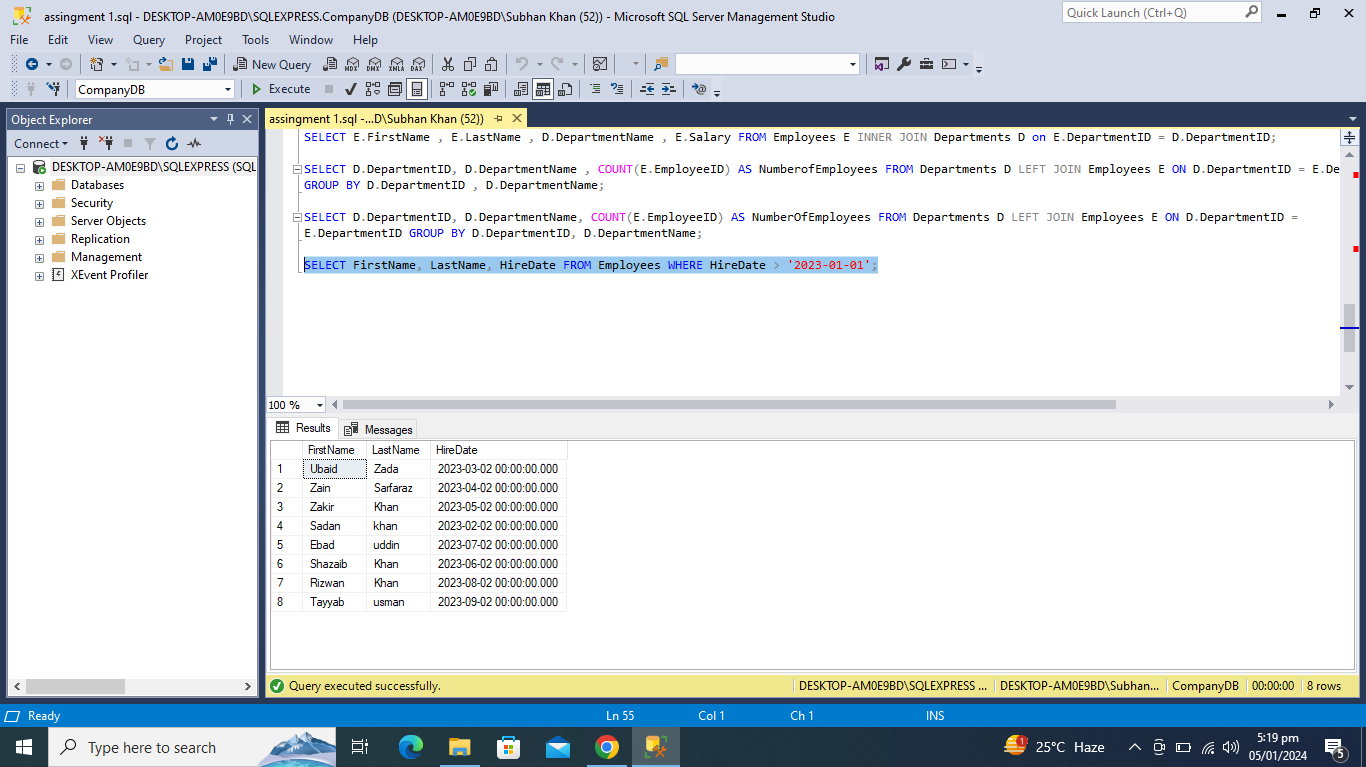 assingment 1.sql - DESKTOP-AM0E9BD\SQLEXPRESS.CompanyDB (DESKTOP-AM0E9BD\Subhan Khan (52)) - Microsoft SQL Server Management Studio
Quick Launch (Ctrl+Q)
File Edit View Query Project Tools Window Help
New Query MDX DMX XMLA DAX
CompanyDB Execute
Object Explorer
assingment 1.sql -...D\Subhan Khan (52))
Connect
DESKTOP-AM0E9BD\SQLEXPRESS (SQL
Databases
Security
Server Objects
Replication
Management
XEvent Profiler
SELECT E.FirstName , E.LastName , D.DepartmentName , E.Salary FROM Employees E INNER JOIN Departments D on E.DepartmentID = D.DepartmentID;
SELECT D.DepartmentID, D.DepartmentName , COUNT(E.EmployeeID) AS NumberofEmployees FROM Departments D LEFT JOIN Employees E ON D.DepartmentID = E.De
GROUP BY D.DepartmentID , D.DepartmentName;
SELECT D.DepartmentID, D.DepartmentName, COUNT(E.EmployeeID) AS NumberOfEmployees FROM Departments D LEFT JOIN Employees E ON D.DepartmentID =
E.DepartmentID GROUP BY D.DepartmentID, D.DepartmentName;
SELECT FirstName, LastName, HireDate FROM Employees WHERE HireDate > '2023-01-01';
100 %
Results Messages
FirstName LastName HireDate
1 Ubaid Zada 2023-03-02 00:00:00.000
2 Zain Sarfaraz 2023-04-02 00:00:00.000
3 Zakir Khan 2023-05-02 00:00:00.000
4 Sadan khan 2023-02-02 00:00:00.000
5 Ebad uddin 2023-07-02 00:00:00.000
6 Shazaib Khan 2023-06-02 00:00:00.000
7 Rizwan Khan 2023-08-02 00:00:00.000
8 Tayyab usman 2023-09-02 00:00:00.000
Query executed successfully. DESKTOP-AM0E9BD\SQLEXPRESS ... DESKTOP-AM0E9BD\Subhan... CompanyDB 00:00:00 8 rows
Ready Ln 55 Col 1 Ch 1 INS
Type here to search
1 25°C Haze
5:19 pm
05/01/2024
5